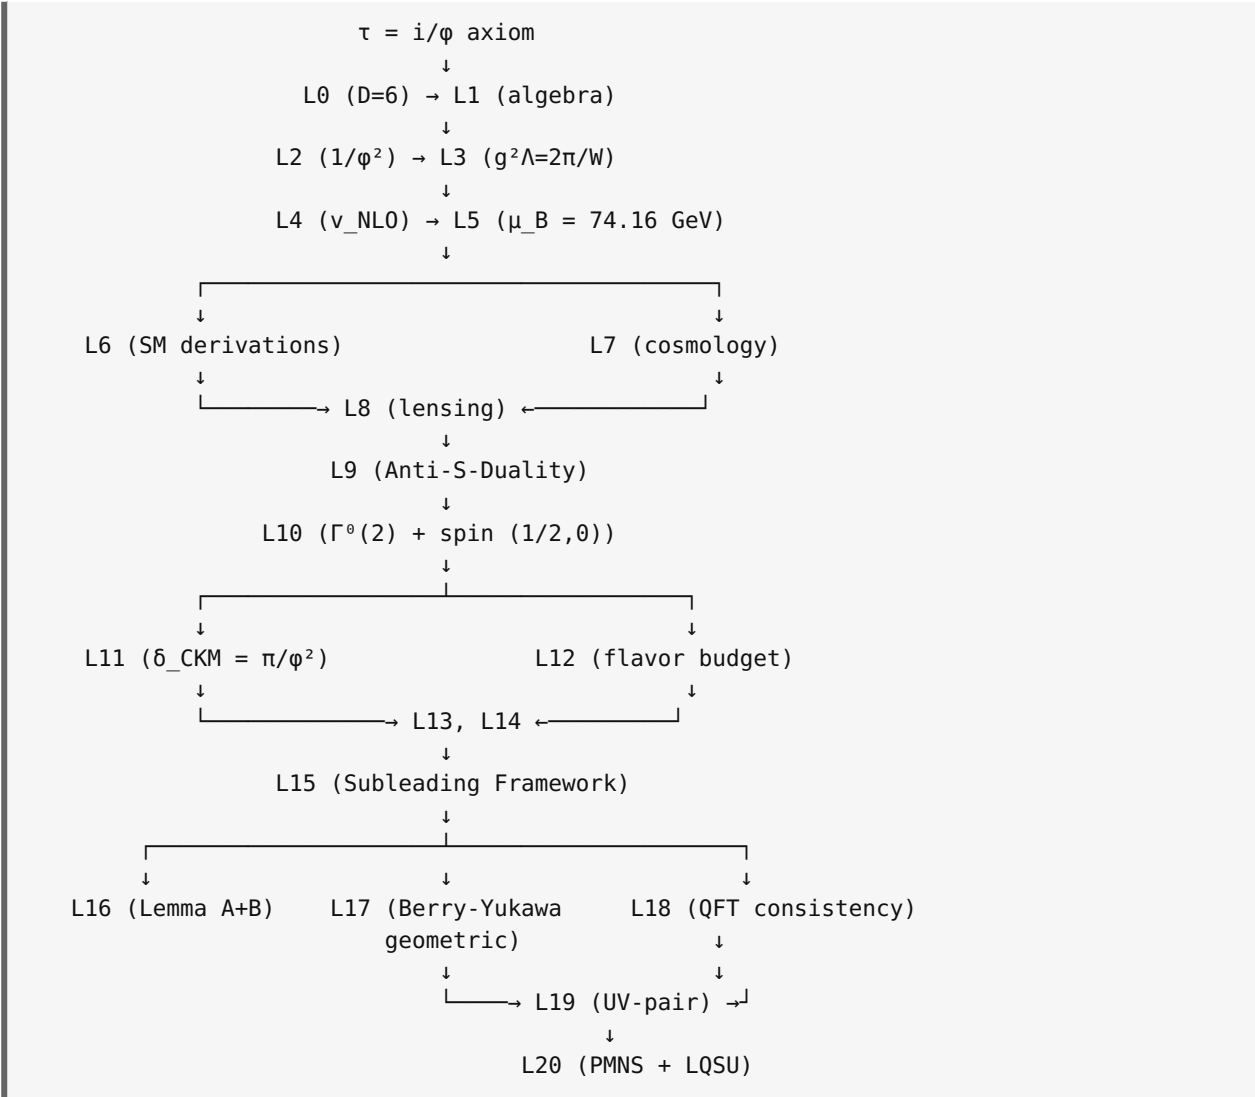 τ = i/φ axiom
↓
L0 (D=6) → L1 (algebra)
↓
L2 (1/φ²) → L3 (g²Λ=2π/W)
↓
L4 (v_NLO) → L5 (μ_B = 74.16 GeV)
↓
┌──────────────────────────────────────┐
↓ ↓
L6 (SM derivations) L7 (cosmology)
↓ ↓
└────────→ L8 (lensing) ←────────────┘
↓
L9 (Anti-S-Duality)
↓
L10 (Γ⁰(2) + spin (1/2,0))
↓
┌─────────────────┴─────────────────┐
↓ ↓
L11 (δ_CKM = π/φ²) L12 (flavor budget)
↓ ↓
└─────────────→ L13, L14 ←─────────┘
↓
L15 (Subleading Framework)
↓
┌─────────────────────┴─────────────────────┐
↓ ↓ ↓
L16 (Lemma A+B) L17 (Berry-Yukawa L18 (QFT consistency)
geometric) ↓
↓ ↓
└────→ L19 (UV-pair) →┘
↓
L20 (PMNS + LQSU)